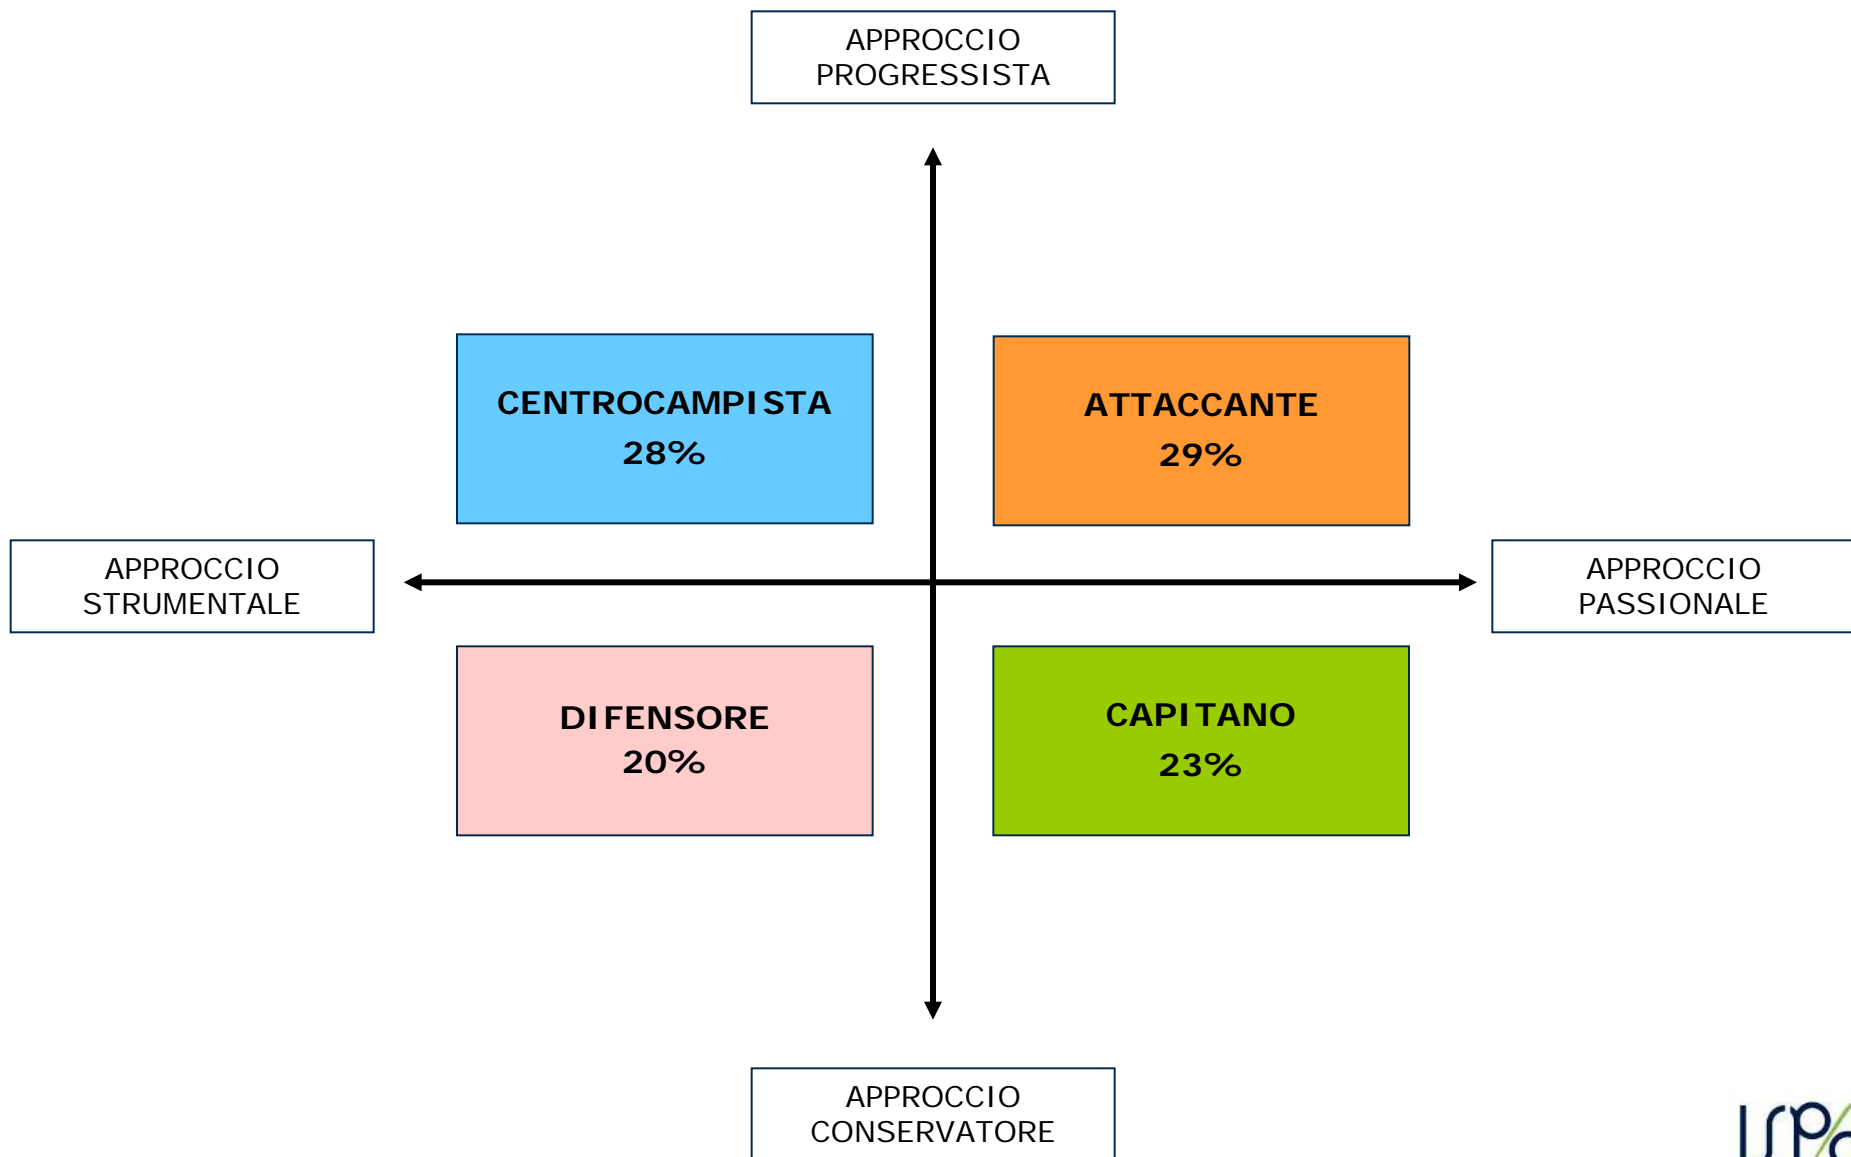 APPROCCIO
PROGRESSISTA
CENTROCAMPISTA
28%
ATTACCANTE
29%
APPROCCIO
STRUMENTALE
APPROCCIO
PASSIONALE
DIFENSORE
20%
CAPITANO
23%
APPROCCIO
CONSERVATORE